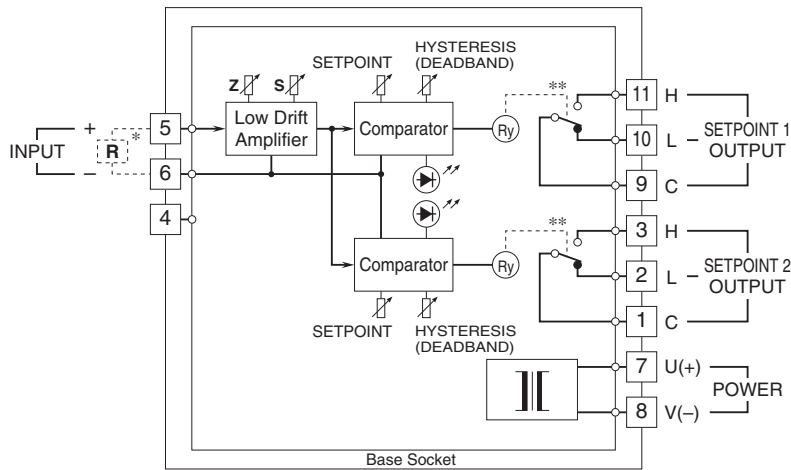 HYSTERESIS
(DEADBAND)
SETPOINT
Z S
**
11 H
5
Low Drift
Amplifier
Comparator
Ry
+
R *
INPUT
10 L
SETPOINT 1
OUTPUT
–
6
9 C
4
**
3 H
Comparator
Ry
2 L
SETPOINT 2
OUTPUT
SETPOINT
HYSTERESIS
(DEADBAND)
1 C
7 U(+)
POWER
8 V(–)
Base Socket